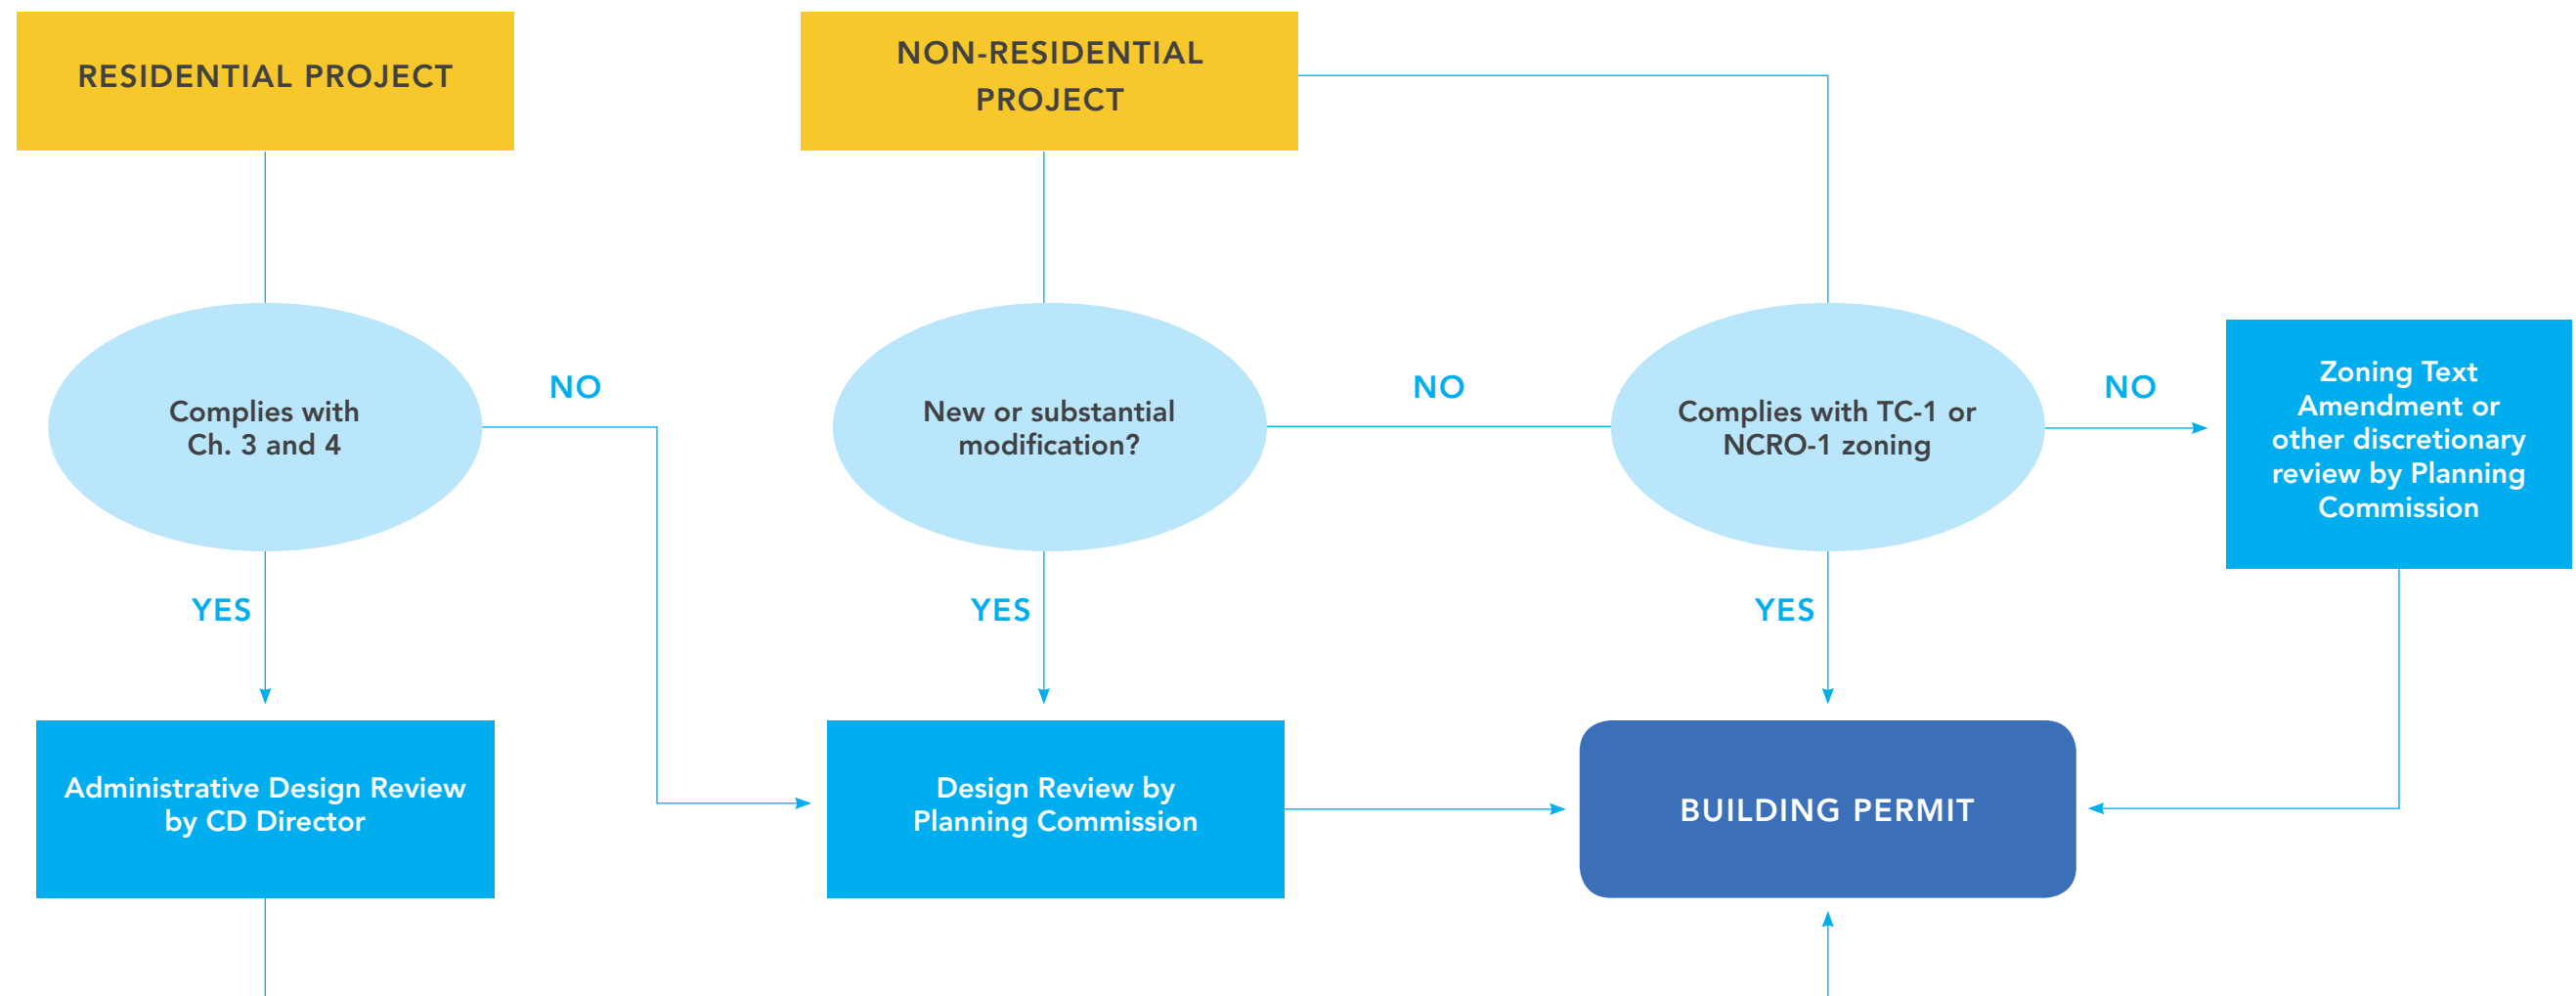 RESIDENTIAL PROJECT
NON-RESIDENTIAL
PROJECT
Complies with
Ch. 3 and 4
NO
New or substantial
modification?
NO
Complies with TC-1 or
NCRO-1 zoning
NO
Zoning Text
Amendment or
other discretionary
review by Planning
Commission
YES
YES
YES
Administrative Design Review
by CD Director
Design Review by
Planning Commission
BUILDING PERMIT